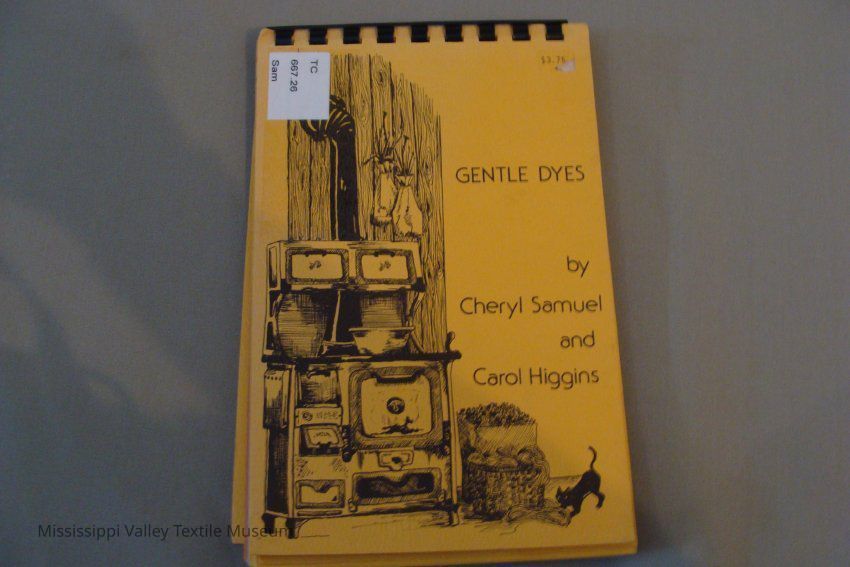 TC
667.26
Sam
$3.75
GENTLE DYES
by
Cheryl Samuel
and
Carol Higgins
Mississippi Valley Textile Museum